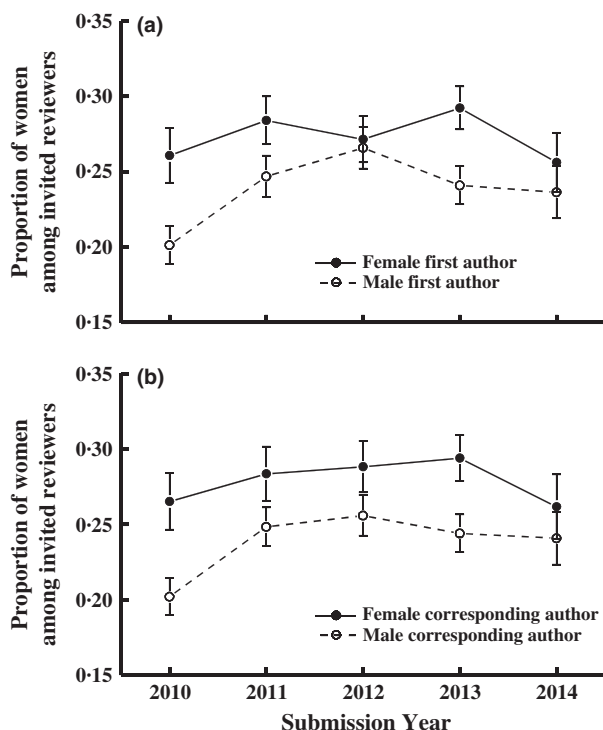 (a)
0·35
0·30
0·25
0·20
0·15
Proportion of women
among invited reviewers
Female first author
Male first author
(b)
0·35
0·30
0·25
0·20
0·15
Proportion of women
among invited reviewers
Female corresponding author
Male corresponding author
2010 2011 2012 2013 2014
Submission Year